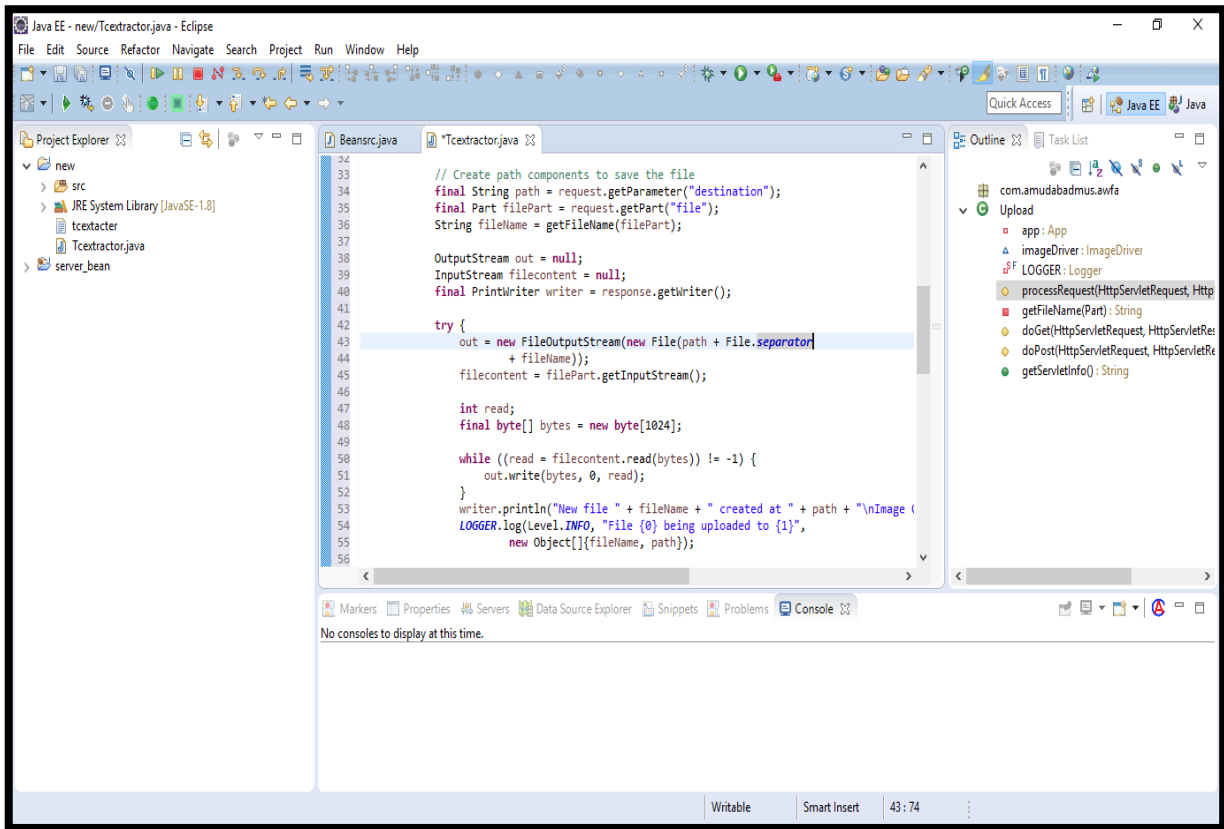 Java EE - new/Tcextractor.java - Eclipse
File Edit Source Refactor Navigate Search Project Run Window Help
Quick Access
Java EE
Java
Project Explorer
new
src
JRE System Library [JavaSE-1.8]
tcextacter
Tcextractor.java
server_bean
Beansrc.java
*Tcextractor.java
32
33 // Create path components to save the file
34 final String path = request.getParameter("destination");
35 final Part filePart = request.getPart("file");
36 String fileName = getFileName(filePart);
37
38 OutputStream out = null;
39 InputStream filecontent = null;
40 final PrintWriter writer = response.getWriter();
41
42 try {
43 out = new FileOutputStream(new File(path + File.separator
44 + fileName));
45 filecontent = filePart.getInputStream();
46
47 int read;
48 final byte[] bytes = new byte[1024];
49
50 while ((read = filecontent.read(bytes)) != -1) {
51 out.write(bytes, 0, read);
52 }
53 writer.println("New file " + fileName + " created at " + path + "\nImage
54 LOGGER.log(Level.INFO, "File {0} being uploaded to {1}",
55 new Object[]{fileName, path});
56
Outline
Task List
com.amudabadmus.awfa
Upload
app : App
imageDriver : ImageDriver
LOGGER : Logger
processRequest(HttpServletRequest, Http
getFileName(Part) : String
doGet(HttpServletRequest, HttpServletRes
doPost(HttpServletRequest, HttpServletRe
getServletInfo() : String
Markers Properties Servers Data Source Explorer Snippets Problems Console
No consoles to display at this time.
Writable Smart Insert 43 : 74